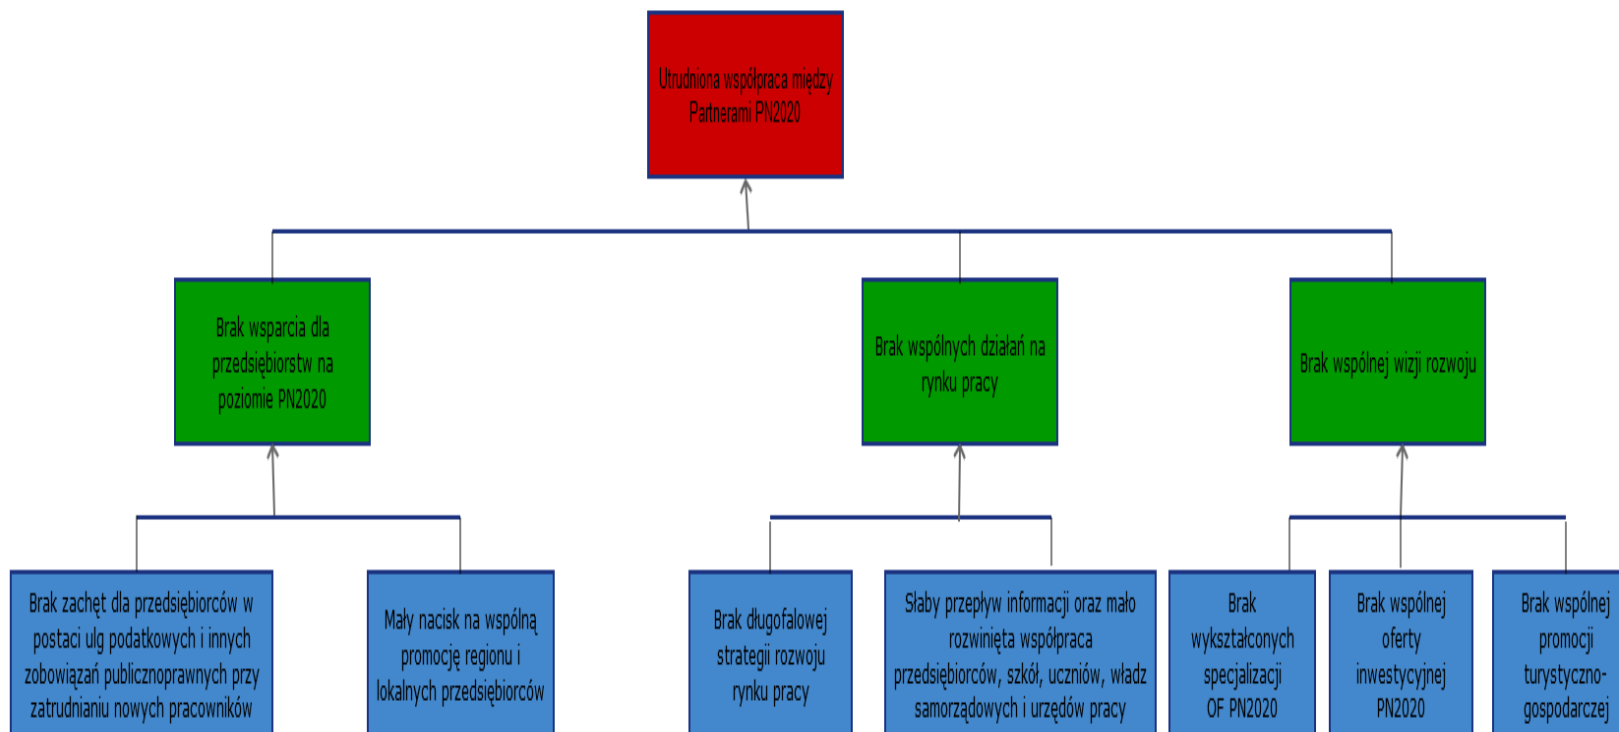 Utrudniona współpraca między
Partnerami PN2020
Brak wsparcia dla
przedsiębiorstw na
poziomie PN2020
Brak wspólnych działań na
rynku pracy
Brak wspólnej wizji rozwoju
Brak zachęt dla przedsiębiorców w
postaci ulg podatkowych i innych
zobowiązań publicznoprawnych przy
zatrudnianiu nowych pracowników
Mały nacisk na wspólną
promocję regionu i
lokalnych przedsiębiorców
Brak długofalowej
strategii rozwoju
rynku pracy
Słaby przepływ informacji oraz mało
rozwinięta współpraca
przedsiębiorców, szkół, uczniów, władz
samorządowych i urzędów pracy
Brak
wykształconych
specjalizacji
OF PN2020
Brak wspólnej
oferty
inwestycyjnej
PN2020
Brak wspólnej
promocji
turystyczno-
gospodarczej